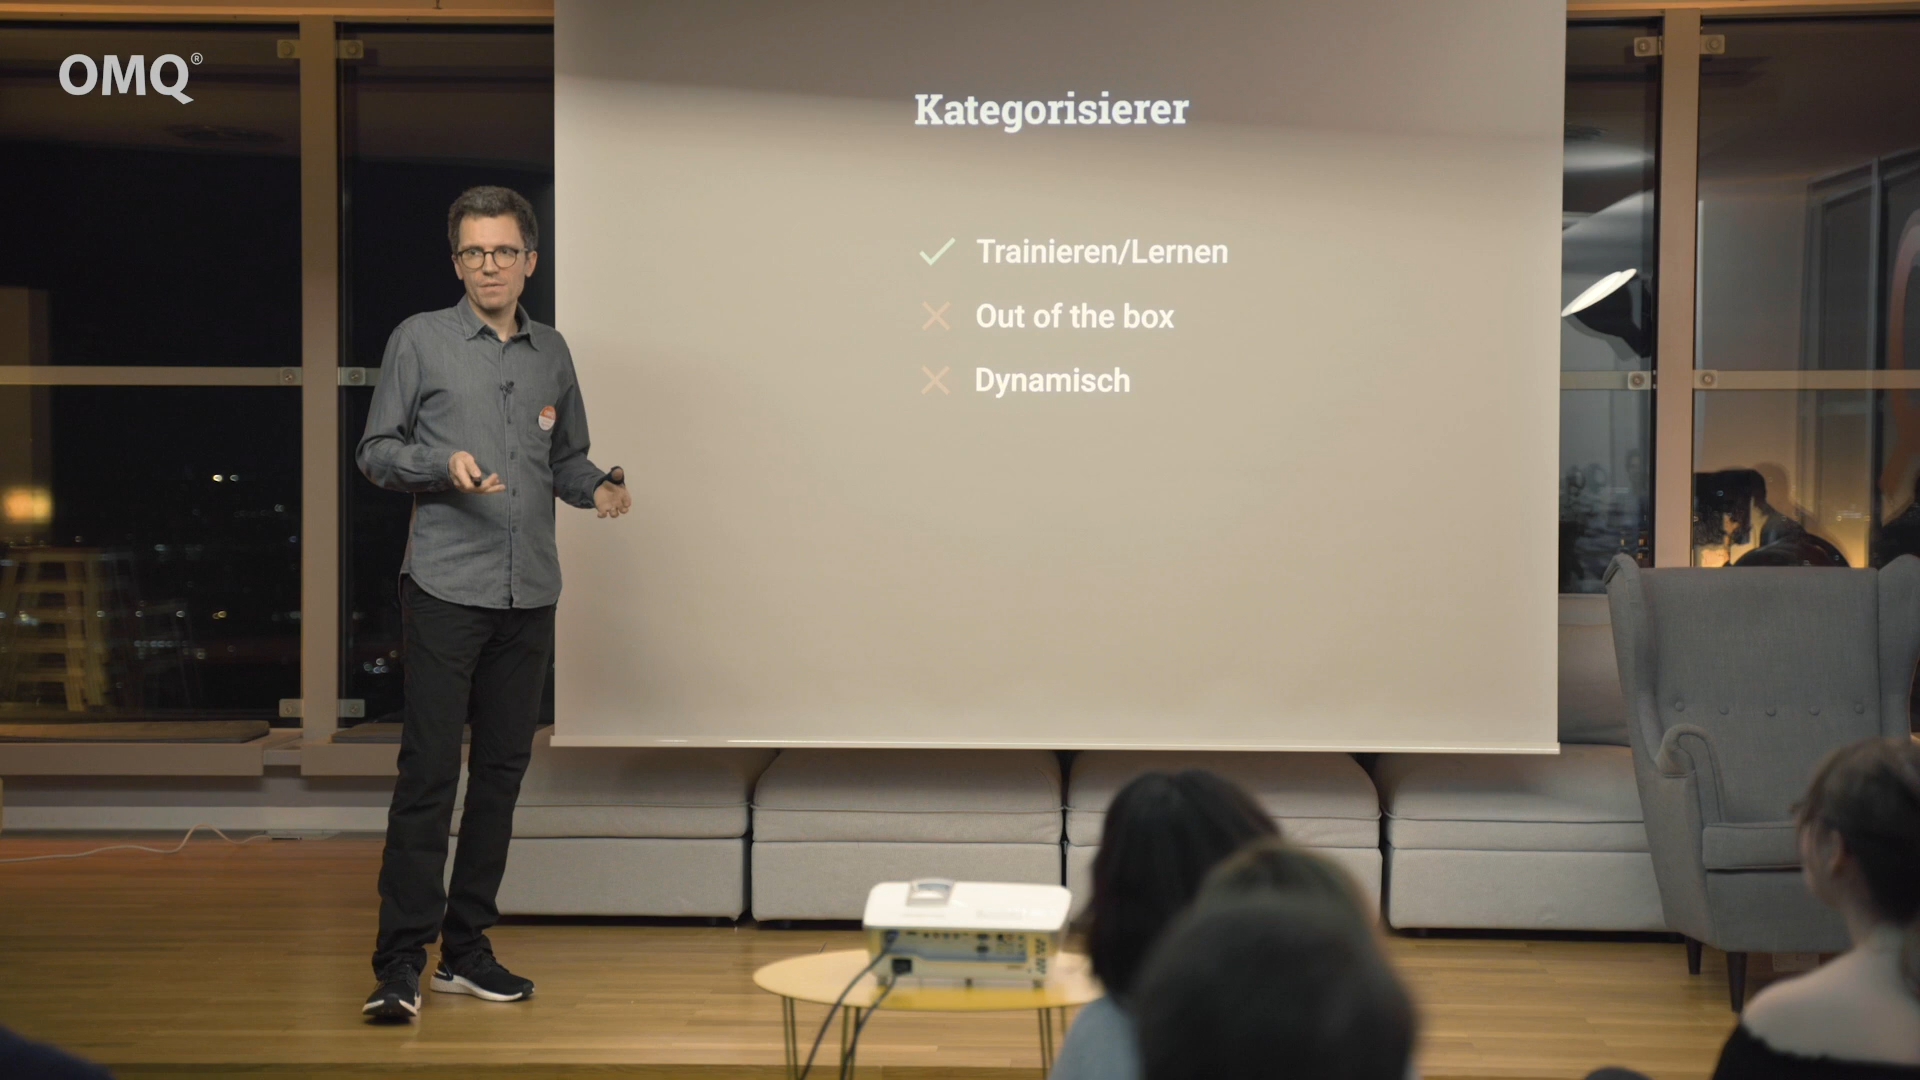 OMQ®
Kategorisierer
Trainieren/Lernen
Out of the box
Dynamisch